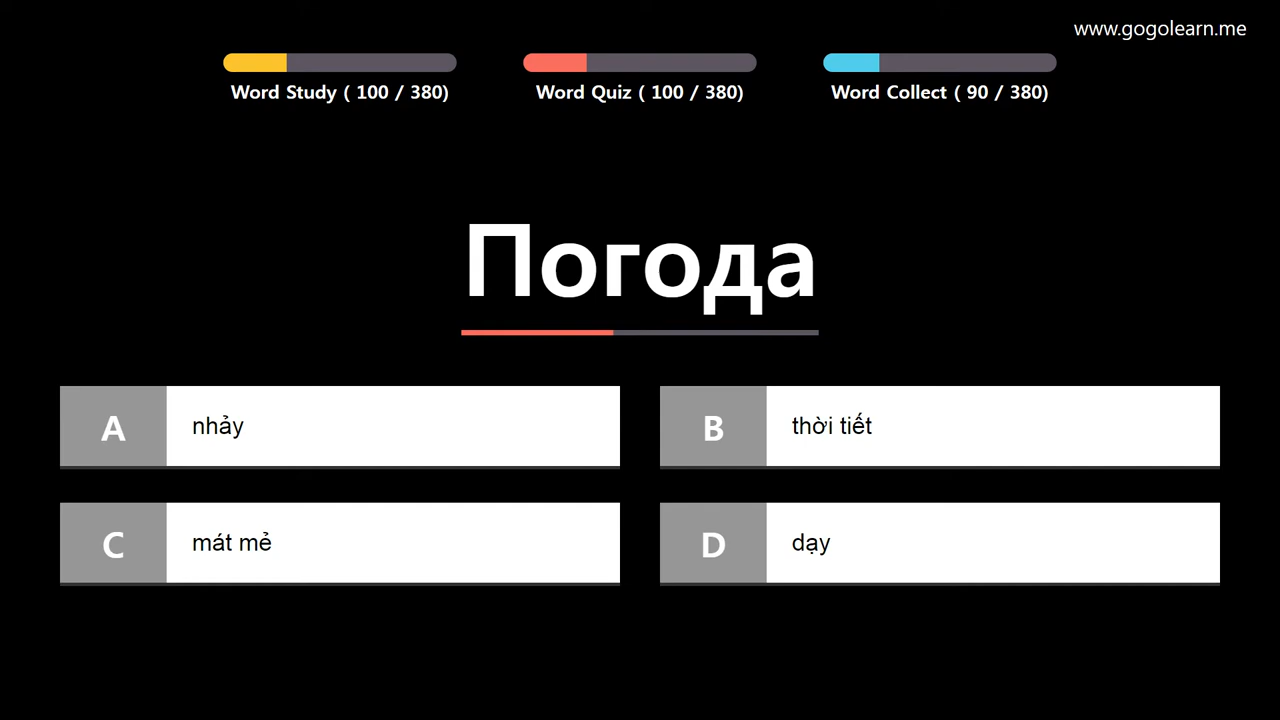 www.gogolearn.me
Word Study ( 100 / 380)
Word Quiz ( 100 / 380)
Word Collect ( 90 / 380)
Погода
A nhảy
B thời tiết
C mát mẻ
D dạy